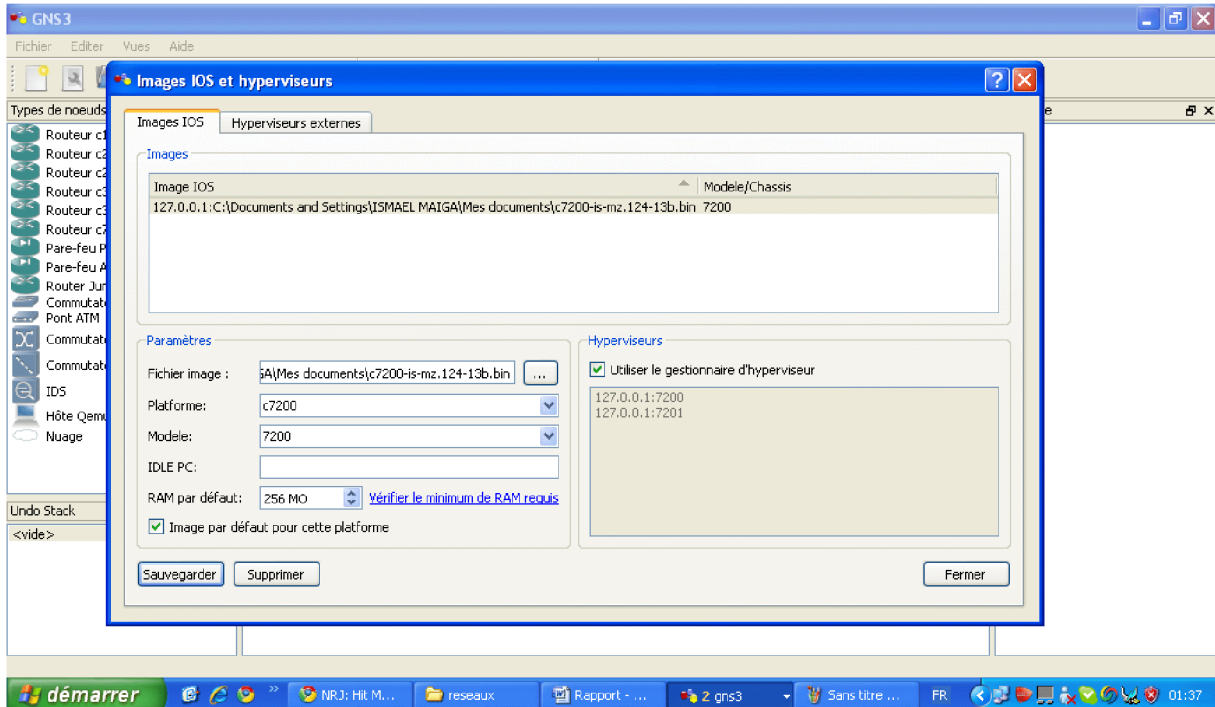 GNS3
Fichier Editer Vues Aide
Images IOS et hyperviseurs
Types de noeuds
Routeur c1
Routeur c2
Routeur c2
Routeur c3
Routeur c3
Routeur c7
Pare-feu P
Pare-feu A
Router Jun
Commutate
Pont ATM
Commutate
Commutate
IDS
Hôte Qemu
Nuage
Undo Stack
<vide>
Images IOS
Hyperviseurs externes
Images
Image IOS Modele/Chassis
127.0.0.1:C:\Documents and Settings\ISMAEL MAIGA\Mes documents\c7200-is-mz.124-13b.bin 7200
Paramètres
Fichier image : GA\Mes documents\c7200-is-mz.124-13b.bin ...
Platforme: c7200
Modele: 7200
IDLE PC:
RAM par défaut: 256 MO Vérifier le minimum de RAM requis
Image par défaut pour cette platforme
Hyperviseurs
Utiliser le gestionnaire d'hyperviseur
127.0.0.1:7200
127.0.0.1:7201
Sauvegarder Supprimer Fermer
e
démarrer » NRJ: Hit M... reseaux Rapport - ... 2 gns3 Sans titre ... FR 01:37